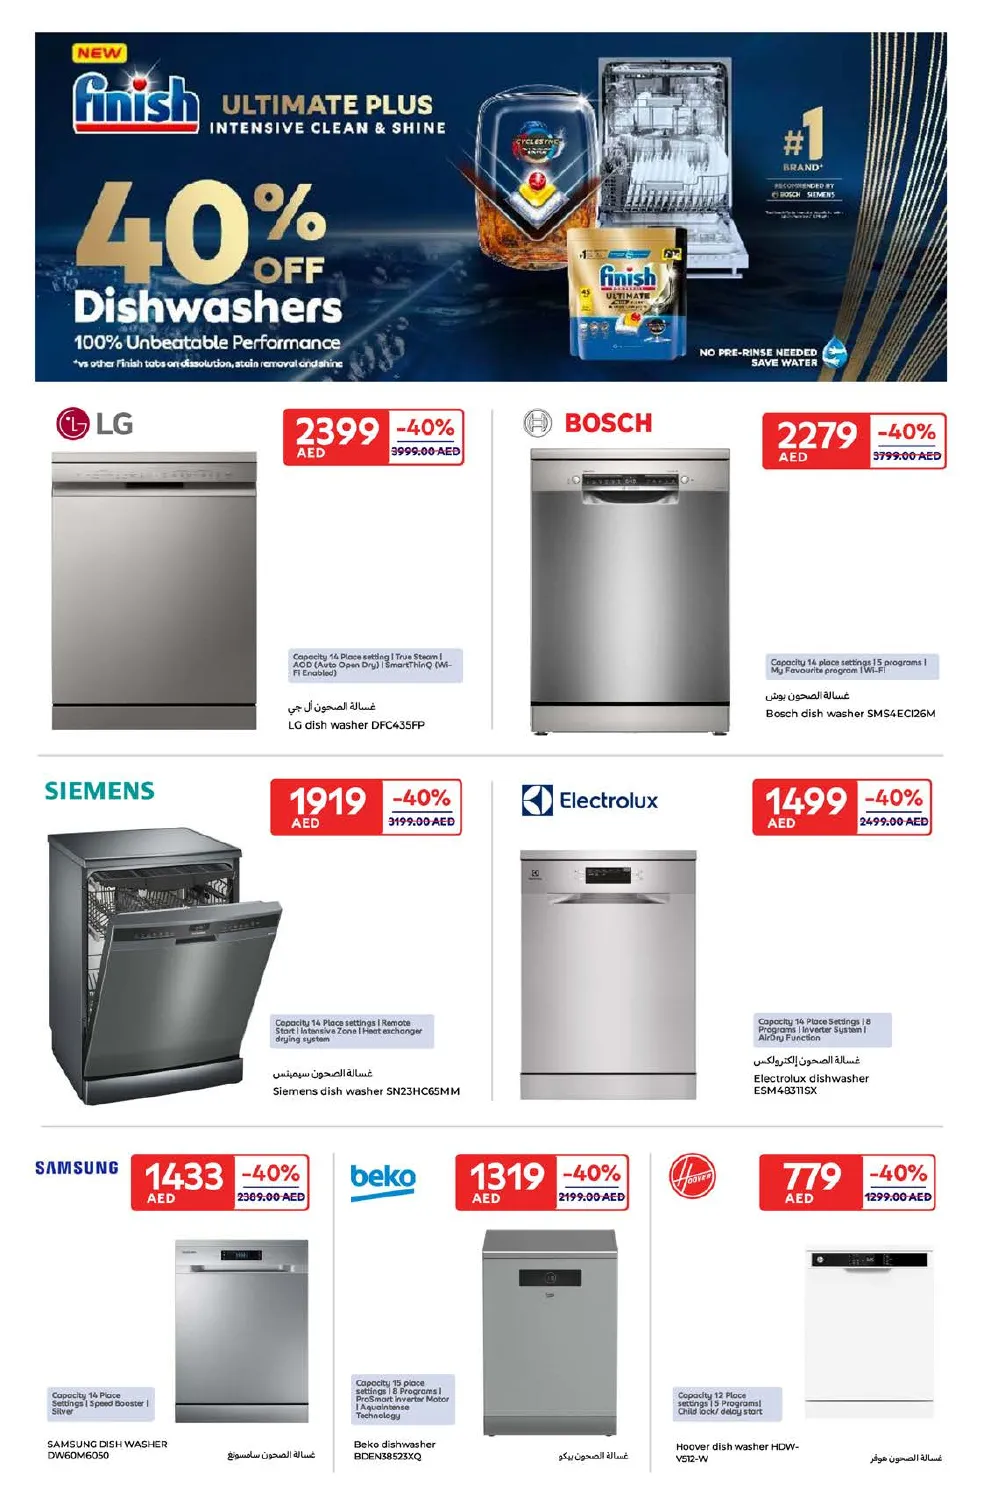 NEW
finish ULTIMATE PLUS
INTENSIVE CLEAN & SHINE
40% OFF
Dishwashers
100% Unbeatable Performance
*vs other Finish tabs on dissolution, stain removal and shine
#1
BRAND*
RECOMMENDED BY
BOSCH SIEMENS
finish
ULTIMATE
NO PRE-RINSE NEEDED
SAVE WATER
LG
2399 AED
-40%
3999.00 AED
Capacity 14 Place setting | True Steam |
AOD (Auto Open Dry) | SmartThinQ (Wi-
Fi Enabled)
غسالة الصحون أل جي
LG dish washer DFC435FP
BOSCH
2279 AED
-40%
3799.00 AED
Capacity 14 place settings | 5 programs |
My Favourite program | Wi-Fi
غسالة الصحون بوش
Bosch dish washer SMS4ECI26M
SIEMENS
1919 AED
-40%
3199.00 AED
Capacity 14 Place settings | Remote
Start | Intensive Zone | Heat exchanger
drying system
غسالة الصحون سيمينس
Siemens dish washer SN23HC65MM
Electrolux
1499 AED
-40%
2499.00 AED
Capacity 14 Place Settings | 8
Programs | Inverter System |
AirDry Function
غسالة الصحون إلكترولكس
Electrolux dishwasher
ESM48311SX
SAMSUNG
1433 AED
-40%
2389.00 AED
Capacity 14 Place
Settings | Speed Booster |
Silver
SAMSUNG DISH WASHER
DW60M6050
غسالة الصحون سامسونغ
beko
1319 AED
-40%
2199.00 AED
Capacity 15 place
settings | 8 Programs |
ProSmart Inverter Motor
| Aquaintense
Technology
Beko dishwasher
BDEN38523XQ
غسالة الصحون بيكو
Hoover
779 AED
-40%
1299.00 AED
Capacity 12 Place
settings | 5 Programs|
Child lock/ delay start
Hoover dish washer HDW-
V512-W
غسالة الصحون هوفر